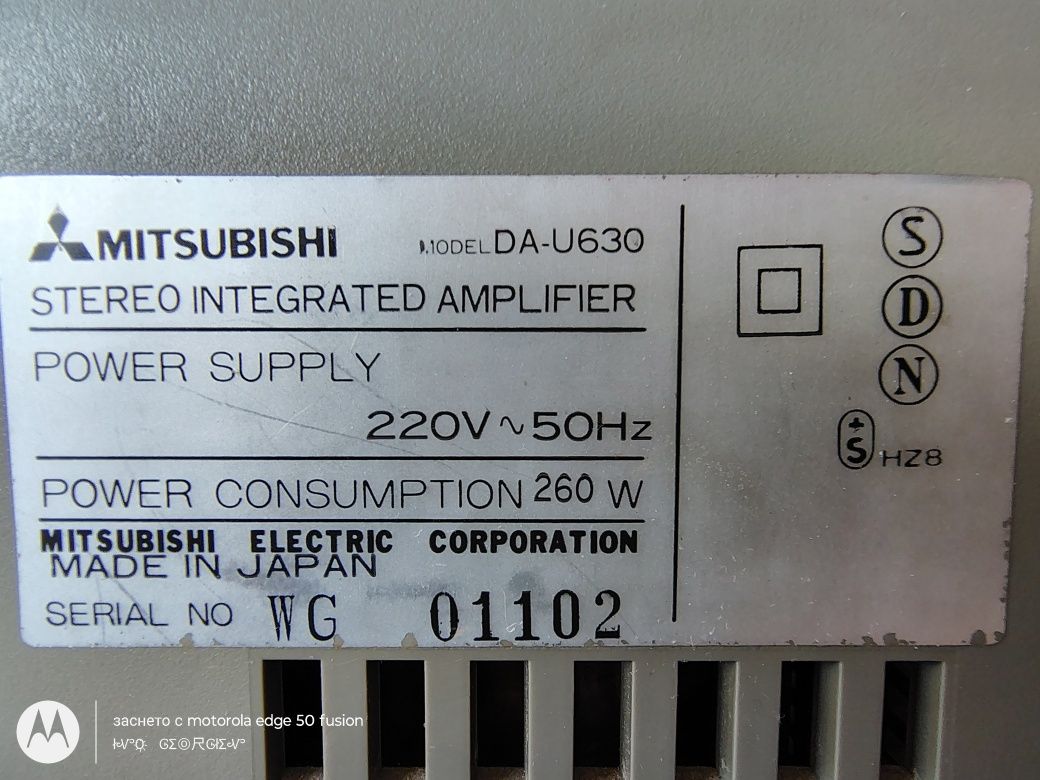 MITSUBISHI MODEL DA-U630
STEREO INTEGRATED AMPLIFIER
POWER SUPPLY
220V ~ 50Hz
POWER CONSUMPTION 260 W
MITSUBISHI ELECTRIC CORPORATION
MADE IN JAPAN
SERIAL NO WG 01102
S
D
N
+S HZ8
заснето с motorola edge 50 fusion